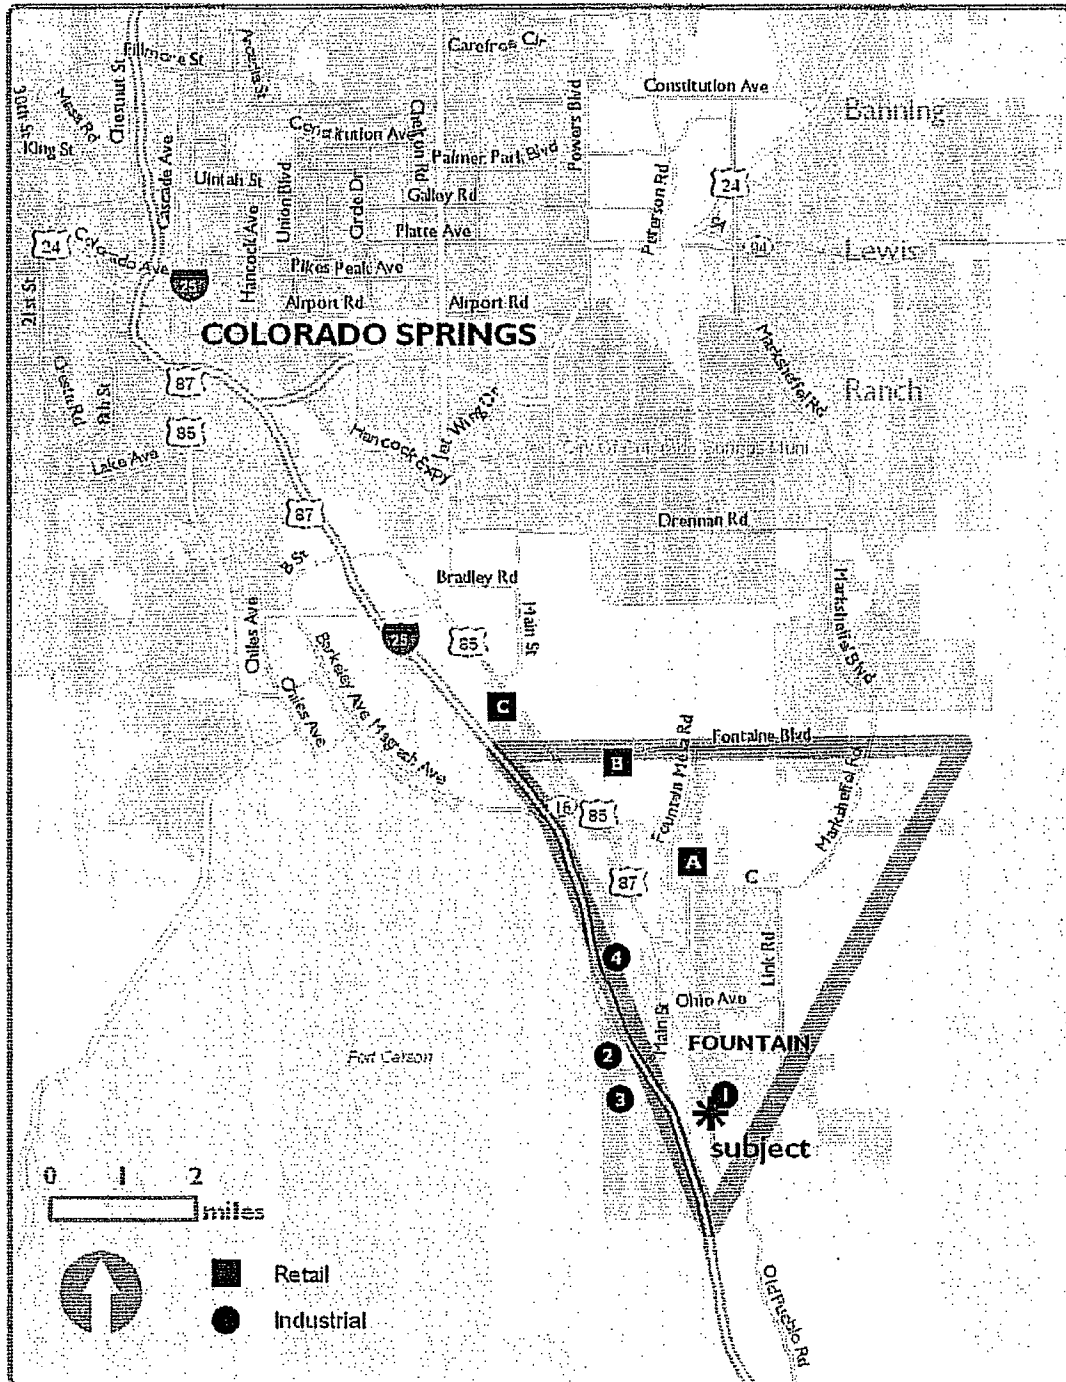 Fillmore St
Carefree Cir
30th St
Mesa Rd
Chestnut St
King St
Constitution Ave
Chelton Rd
Palmer Park Blvd
Powers Blvd
Constitution Ave
Banning
Cascade Ave
Uintah St
Union Blvd
Circle Dr
Galley Rd
Peterson Rd
24
Hancock Ave
Platte Ave
24
Colorado Ave
94
Lewis
21st St
25
Pikes Peak Ave
Airport Rd
Airport Rd
COLORADO SPRINGS
Marksheffel Rd
87
Cresta Rd
8th St
Ranch
85
Hancock Expy
Jet Wing Dr
Lake Ave
87
Drennan Rd
B St
Bradley Rd
Main St
Marksheffel Blvd
Chiles Ave
25
85
Barkeley Ave
Magrath Ave
Chiles Ave
C
Fountain Mesa Rd
Fontaine Blvd
B
16
85
Marksheffel Rd
A
87
C
4
Link Rd
Ohio Ave
Main St
FOUNTAIN
Fort Carson
2
3
1
subject
0 1 2
miles
Retail
Industrial
Old Pueblo Rd